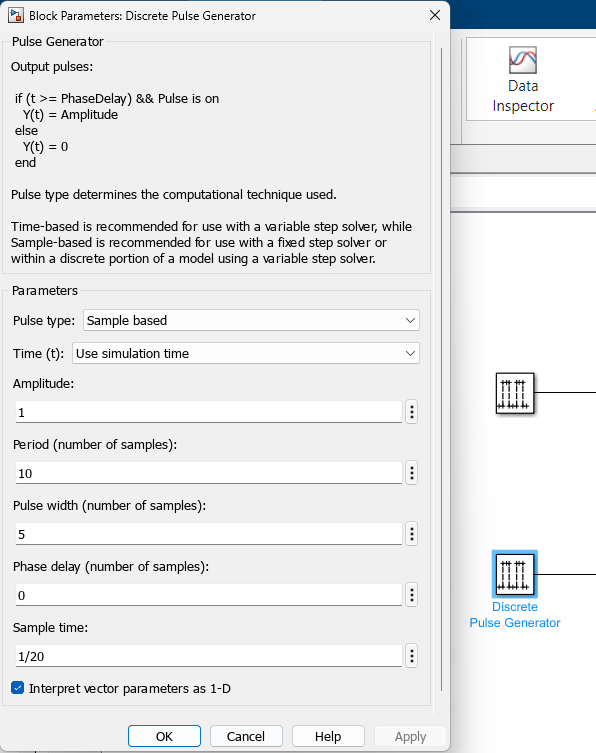 Block Parameters: Discrete Pulse Generator
Pulse Generator
Output pulses:
if (t >= PhaseDelay) && Pulse is on
Y(t) = Amplitude
else
Y(t) = 0
end
Pulse type determines the computational technique used.
Time-based is recommended for use with a variable step solver, while
Sample-based is recommended for use with a fixed step solver or
within a discrete portion of a model using a variable step solver.
Parameters
Pulse type: Sample based
Time (t): Use simulation time
Amplitude:
1
Period (number of samples):
10
Pulse width (number of samples):
5
Phase delay (number of samples):
0
Sample time:
1/20
Interpret vector parameters as 1-D
OK Cancel Help Apply
Data
Inspector
Discrete
Pulse Generator